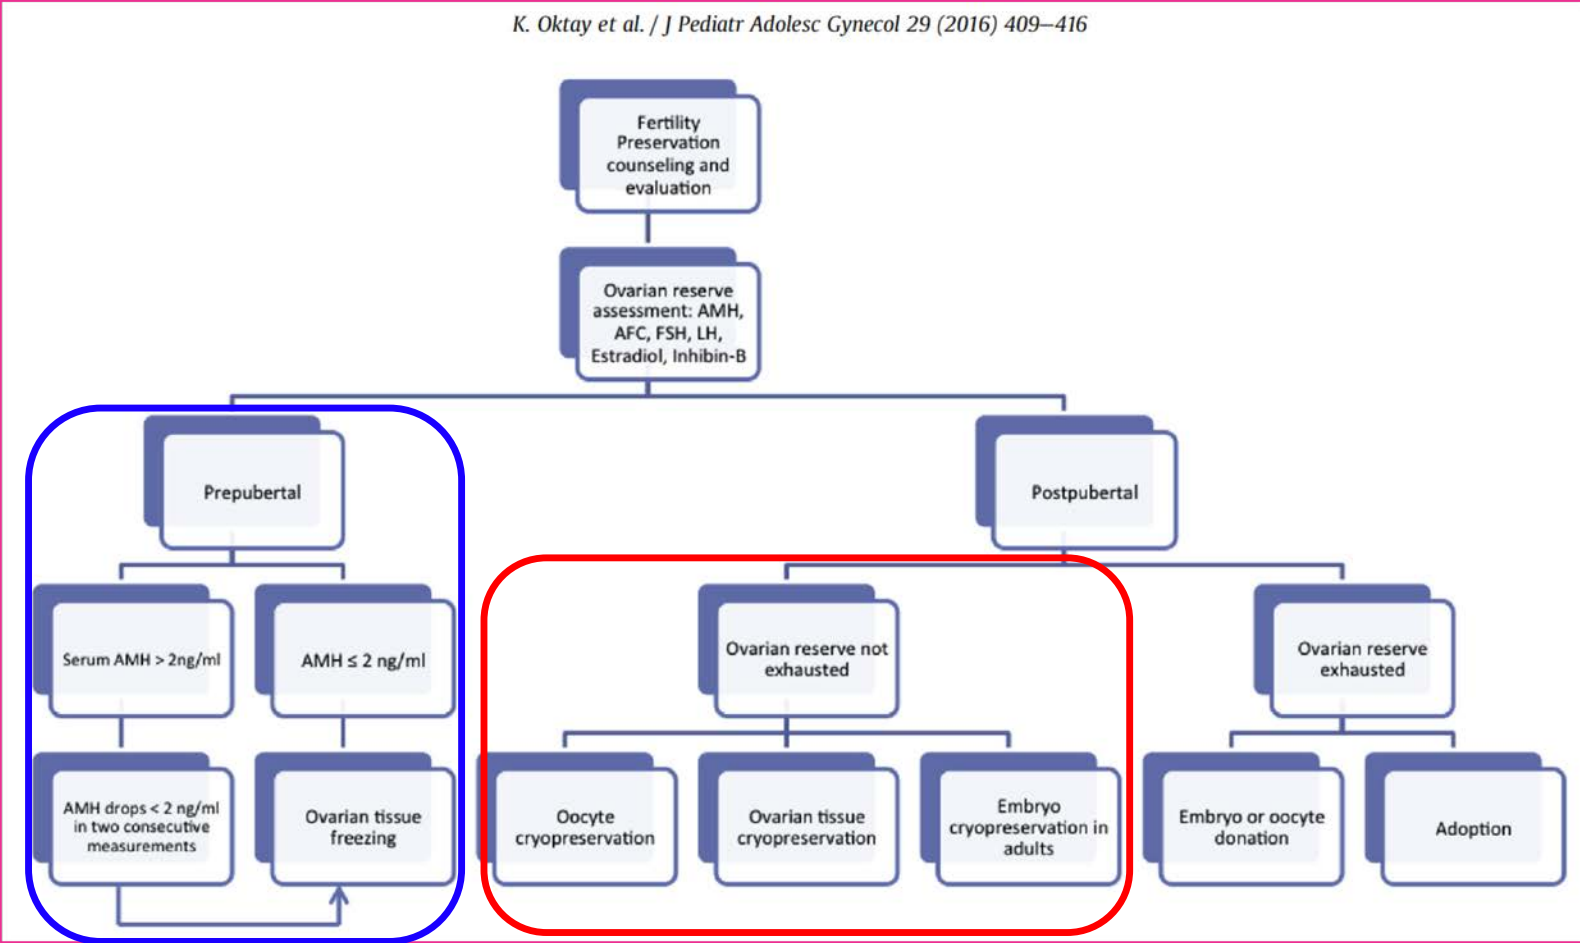 K. Oktay et al. / J Pediatr Adolesc Gynecol 29 (2016) 409–416
Fertility
Preservation
counseling and
evaluation
Ovarian reserve
assessment: AMH,
AFC, FSH, LH,
Estradiol, Inhibin-B
Prepubertal
Postpubertal
Serum AMH > 2ng/ml
AMH ≤ 2 ng/ml
Ovarian reserve not
exhausted
Ovarian reserve
exhausted
AMH drops < 2 ng/ml
in two consecutive
measurements
Ovarian tissue
freezing
Oocyte
cryopreservation
Ovarian tissue
cryopreservation
Embryo
cryopreservation in
adults
Embryo or oocyte
donation
Adoption